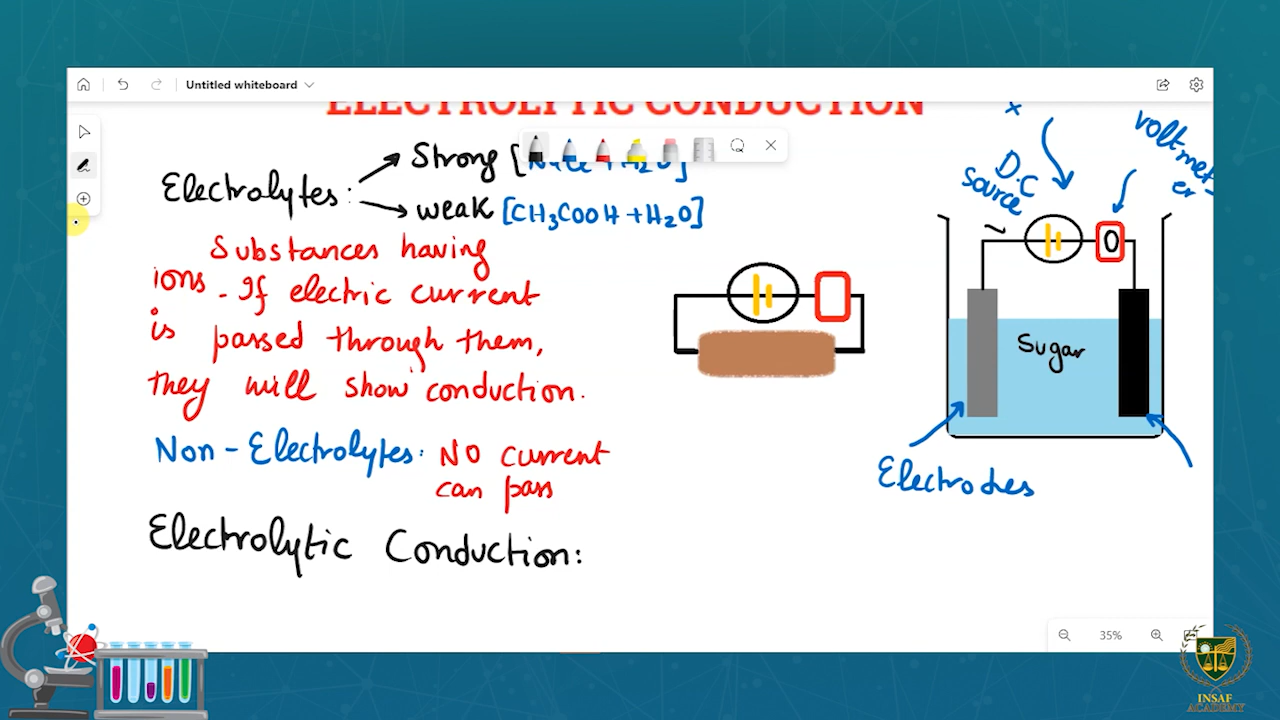 Untitled whiteboard
ELECTROLYTIC CONDUCTION
Electrolytes:
Strong [
weak [CH3COOH + H2O]
Substances having
ions. If electric current
is passed through them,
they will show conduction.
Non-Electrolytes: NO current
can pass
Electrolytic Conduction:
x
D.C
source
voltmet-
er
0
Sugar
Electrodes
35%
INSAF
ACADEMY